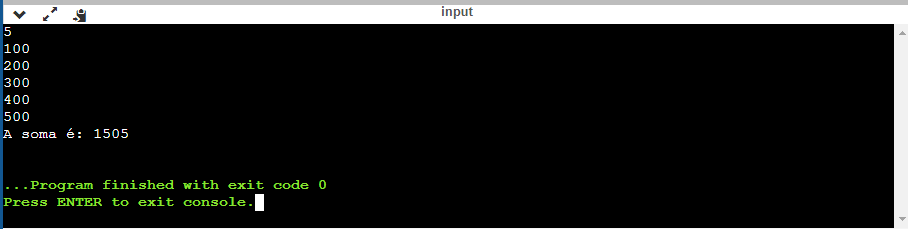 input
5
100
200
300
400
500
A soma é: 1505
...Program finished with exit code 0
Press ENTER to exit console.